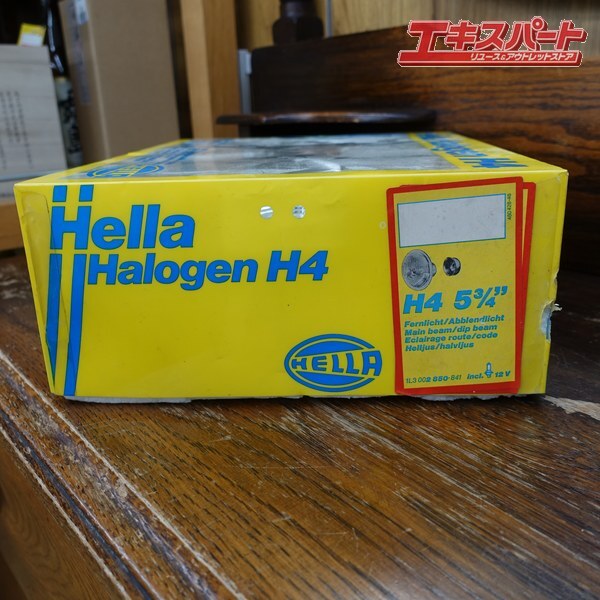 エキスパート
リユース&アウトレットストア
Hella
Halogen H4
HELLA
H4 5¾"
Fernlicht/Abblendlicht
Main beam/dip beam
Eclairage route/code
Helljus/halvljus
1L3 002 850-841 incl. 12 V